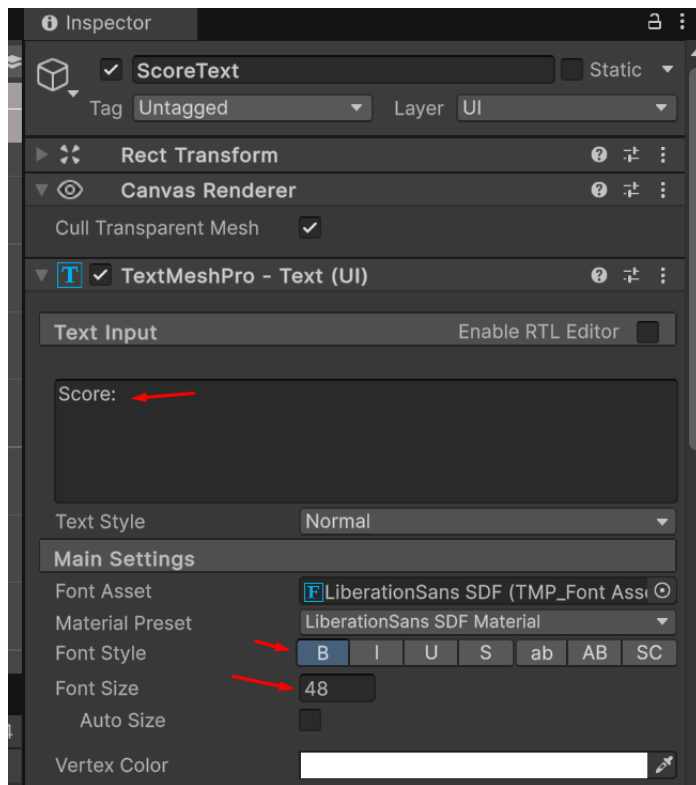 Inspector
ScoreText Static
Tag Untagged Layer UI
Rect Transform
Canvas Renderer
Cull Transparent Mesh
T TextMeshPro - Text (UI)
Text Input Enable RTL Editor
Score:
Text Style Normal
Main Settings
Font Asset F LiberationSans SDF (TMP_Font Ass
Material Preset LiberationSans SDF Material
Font Style B I U S ab AB SC
Font Size 48
Auto Size
Vertex Color